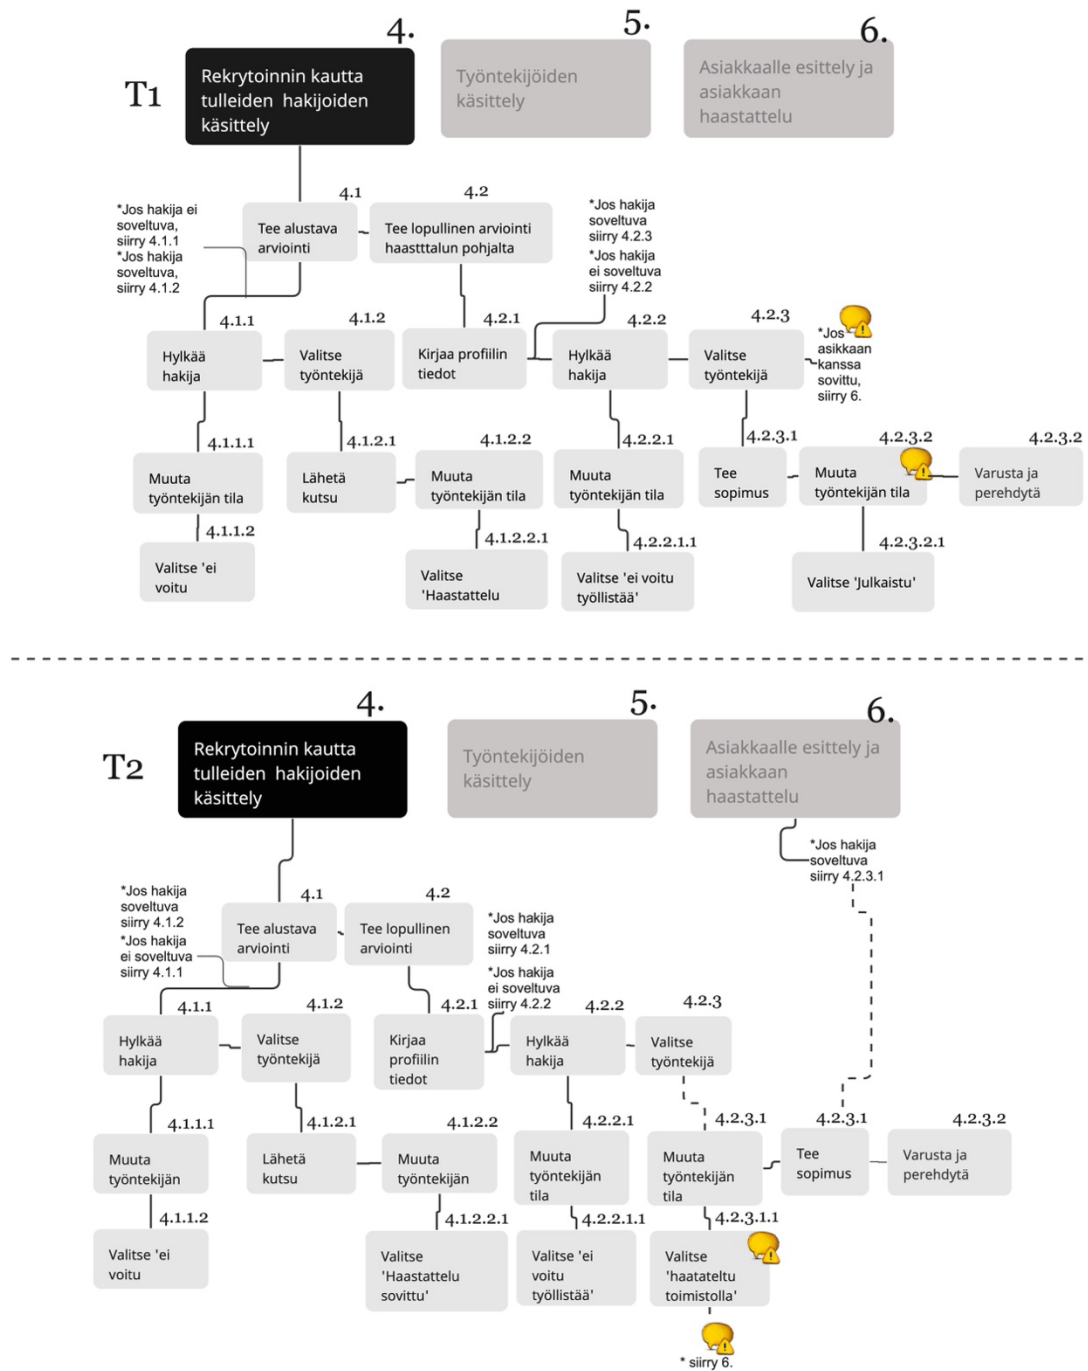 4.
5.
6.
T1
Rekrytoinnin kautta
tulleiden hakijoiden
käsittely
Työntekijöiden
käsittely
Asiakkaalle esittely ja
asiakkaan
haastattelu
*Jos hakija ei
soveltuva,
siirry 4.1.1
*Jos hakija
soveltuva,
siirry 4.1.2
4.1
Tee alustava
arviointi
4.2
Tee lopullinen arviointi
haastttalun pohjalta
*Jos hakija
soveltuva
siirry 4.2.3
*Jos hakija
ei soveltuva
siirry 4.2.2
4.1.1
Hylkää
hakija
4.1.2
Valitse
työntekijä
4.2.1
Kirjaa profiilin
tiedot
4.2.2
Hylkää
hakija
4.2.3
Valitse
työntekijä
*Jos
asikkaan
kanssa
sovittu,
siirry 6.
4.1.1.1
Muuta
työntekijän tila
4.1.2.1
Lähetä
kutsu
4.1.2.2
Muuta
työntekijän tila
4.2.2.1
Muuta
työntekijän tila
4.2.3.1
Tee
sopimus
4.2.3.2
Muuta
työntekijän tila
4.2.3.2
Varusta ja
perehdytä
4.1.1.2
Valitse 'ei
voitu
4.1.2.2.1
Valitse
'Haastattelu
4.2.2.1.1
Valitse 'ei voitu
työllistää'
4.2.3.2.1
Valitse 'Julkaistu'
4.
5.
6.
T2
Rekrytoinnin kautta
tulleiden hakijoiden
käsittely
Työntekijöiden
käsittely
Asiakkaalle esittely ja
asiakkaan
haastattelu
*Jos hakija
soveltuva
siirry 4.2.3.1
*Jos hakija
soveltuva
siirry 4.1.2
*Jos hakija
ei soveltuva
siirry 4.1.1
4.1
Tee alustava
arviointi
4.2
Tee lopullinen
arviointi
*Jos hakija
soveltuva
siirry 4.2.1
*Jos hakija
ei soveltuva
siirry 4.2.2
4.1.1
Hylkää
hakija
4.1.2
Valitse
työntekijä
4.2.1
Kirjaa
profiilin
tiedot
4.2.2
Hylkää
hakija
4.2.3
Valitse
työntekijä
4.1.1.1
Muuta
työntekijän
4.1.2.1
Lähetä
kutsu
4.1.2.2
Muuta
työntekijän
4.2.2.1
Muuta
työntekijän
tila
4.2.3.1
Muuta
työntekijän
tila
4.2.3.1
Tee
sopimus
4.2.3.2
Varusta ja
perehdytä
4.1.1.2
Valitse 'ei
voitu
4.1.2.2.1
Valitse
'Haastattelu
sovittu'
4.2.2.1.1
Valitse 'ei
voitu
työllistää'
4.2.3.1.1
Valitse
'haatateltu
toimistolla'
* siirry 6.